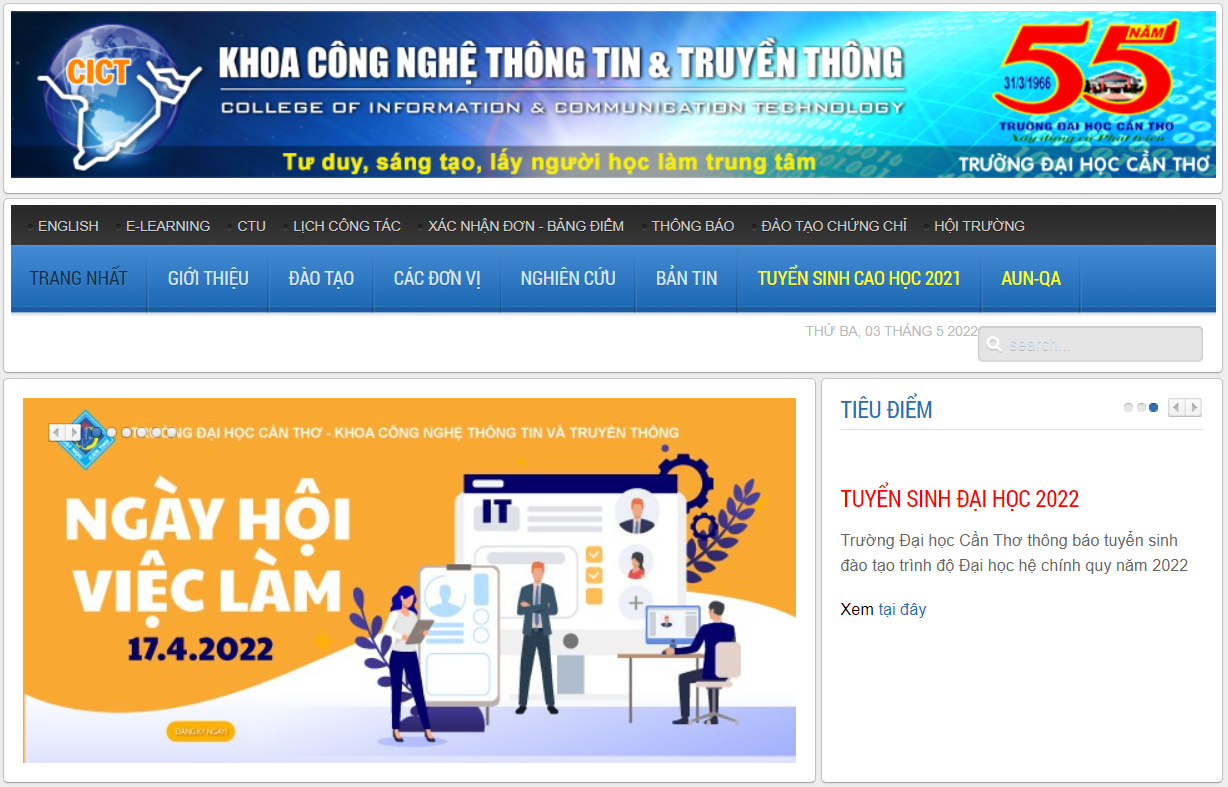 CICT
KHOA CÔNG NGHỆ THÔNG TIN & TRUYỀN THÔNG
COLLEGE OF INFORMATION & COMMUNICATION TECHNOLOGY
Tư duy, sáng tạo, lấy người học làm trung tâm
55 NĂM
31/3/1966
TRƯỜNG ĐẠI HỌC CẦN THƠ
Xây dựng và Phát triển
TRƯỜNG ĐẠI HỌC CẦN THƠ
ENGLISH E-LEARNING CTU LỊCH CÔNG TÁC XÁC NHẬN ĐƠN - BẢNG ĐIỂM THÔNG BÁO ĐÀO TẠO CHỨNG CHỈ HỘI TRƯỜNG
TRANG NHẤT GIỚI THIỆU ĐÀO TẠO CÁC ĐƠN VỊ NGHIÊN CỨU BẢN TIN TUYỂN SINH CAO HỌC 2021 AUN-QA
THỨ BA, 03 THÁNG 5 2022
search...
TRƯỜNG ĐẠI HỌC CẦN THƠ - KHOA CÔNG NGHỆ THÔNG TIN VÀ TRUYỀN THÔNG
NGÀY HỘI
VIỆC LÀM
17.4.2022
ĐĂNG KÝ NGAY!
IT
TIÊU ĐIỂM
TUYỂN SINH ĐẠI HỌC 2022
Trường Đại học Cần Thơ thông báo tuyển sinh
đào tạo trình độ Đại học hệ chính quy năm 2022
Xem tại đây